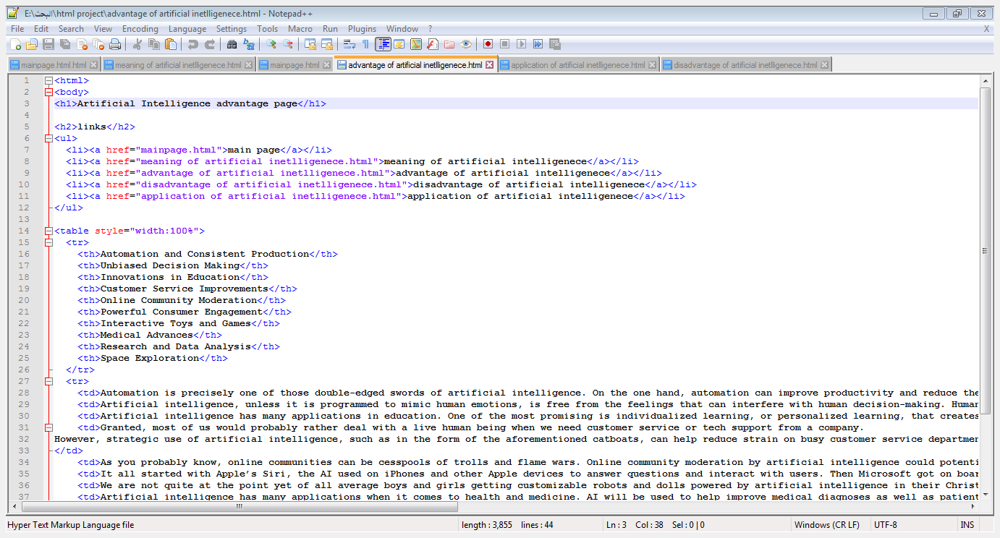 E:\البحث\html project\advantage of artificial inetlligenece.html - Notepad++
File Edit Search View Encoding Language Settings Tools Macro Run Plugins Window ? X
mainpage.html.html meaning of artificial inetlligenece.html mainpage.html advantage of artificial inetlligenece.html application of artificial inetlligenece.html disadvantage of artificial inetlligenece.html
1 <html>
2 <body>
3 <h1>Artificial Intelligence advantage page</h1>
4
5 <h2>links</h2>
6 <ul>
7 <li><a href="mainpage.html">main page</a></li>
8 <li><a href="meaning of artificial inetlligenece.html">meaning of artificial intelligenece</a></li>
9 <li><a href="advantage of artificial inetlligenece.html">advantage of artificial intelligenece</a></li>
10 <li><a href="disadvantage of artificial inetlligenece.html">disadvantage of artificial intelligenece</a></li>
11 <li><a href="application of artificial inetlligenece.html">application of artificial intelligenece</a></li>
12 </ul>
13
14 <table style="width:100%">
15 <tr>
16 <th>Automation and Consistent Production</th>
17 <th>Unbiased Decision Making</th>
18 <th>Innovations in Education</th>
19 <th>Customer Service Improvements</th>
20 <th>Online Community Moderation</th>
21 <th>Powerful Consumer Engagement</th>
22 <th>Interactive Toys and Games</th>
23 <th>Medical Advances</th>
24 <th>Research and Data Analysis</th>
25 <th>Space Exploration</th>
26 </tr>
27 <tr>
28 <td>Automation is precisely one of those double-edged swords of artificial intelligence. On the one hand, automation can improve productivity and reduce the
29 <td>Artificial intelligence, unless it is programmed to mimic human emotions, is free from the feelings that can interfere with human decision-making. Human
30 <td>Artificial intelligence has many applications in education. One of the most promising is individualized learning, or personalized learning, that creates
31 <td>Granted, most of us would probably rather deal with a live human being when we need customer service or tech support from a company.
32 However, strategic use of artificial intelligence, such as in the form of the aforementioned catboats, can help reduce strain on busy customer service departmen
33 </td>
34 <td>As you probably know, online communities can be cesspools of trolls and flame wars. Online community moderation by artificial intelligence could potenti
35 <td>It all started with Apple’s Siri, the AI used on iPhones and other Apple devices to answer questions and interact with users. Then Microsoft got on boar
36 <td>We are not quite at the point yet of all average boys and girls getting customizable robots and dolls powered by artificial intelligence in their Christ
37 <td>Artificial intelligence has many applications when it comes to health and medicine. AI will be used to help improve medical diagnoses as well as patient
Hyper Text Markup Language file length : 3,855 lines : 44 Ln : 3 Col : 38 Sel : 0 | 0 Windows (CR LF) UTF-8 INS